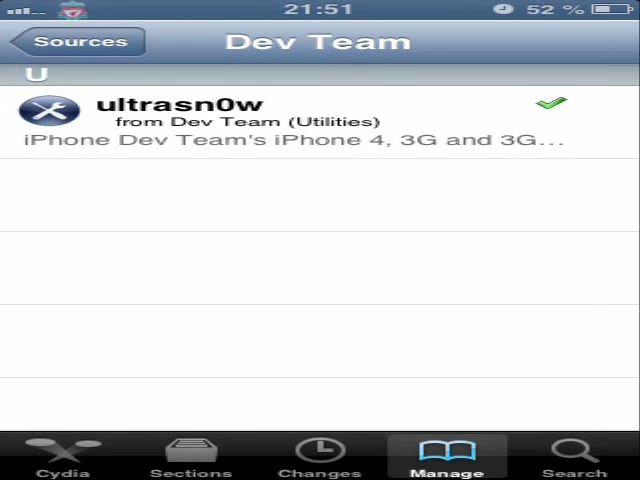 21:51
52 %
Sources
Dev Team
U
ultrasn0w
from Dev Team (Utilities)
iPhone Dev Team's iPhone 4, 3G and 3G...
Cydia
Sections
Changes
Manage
Search